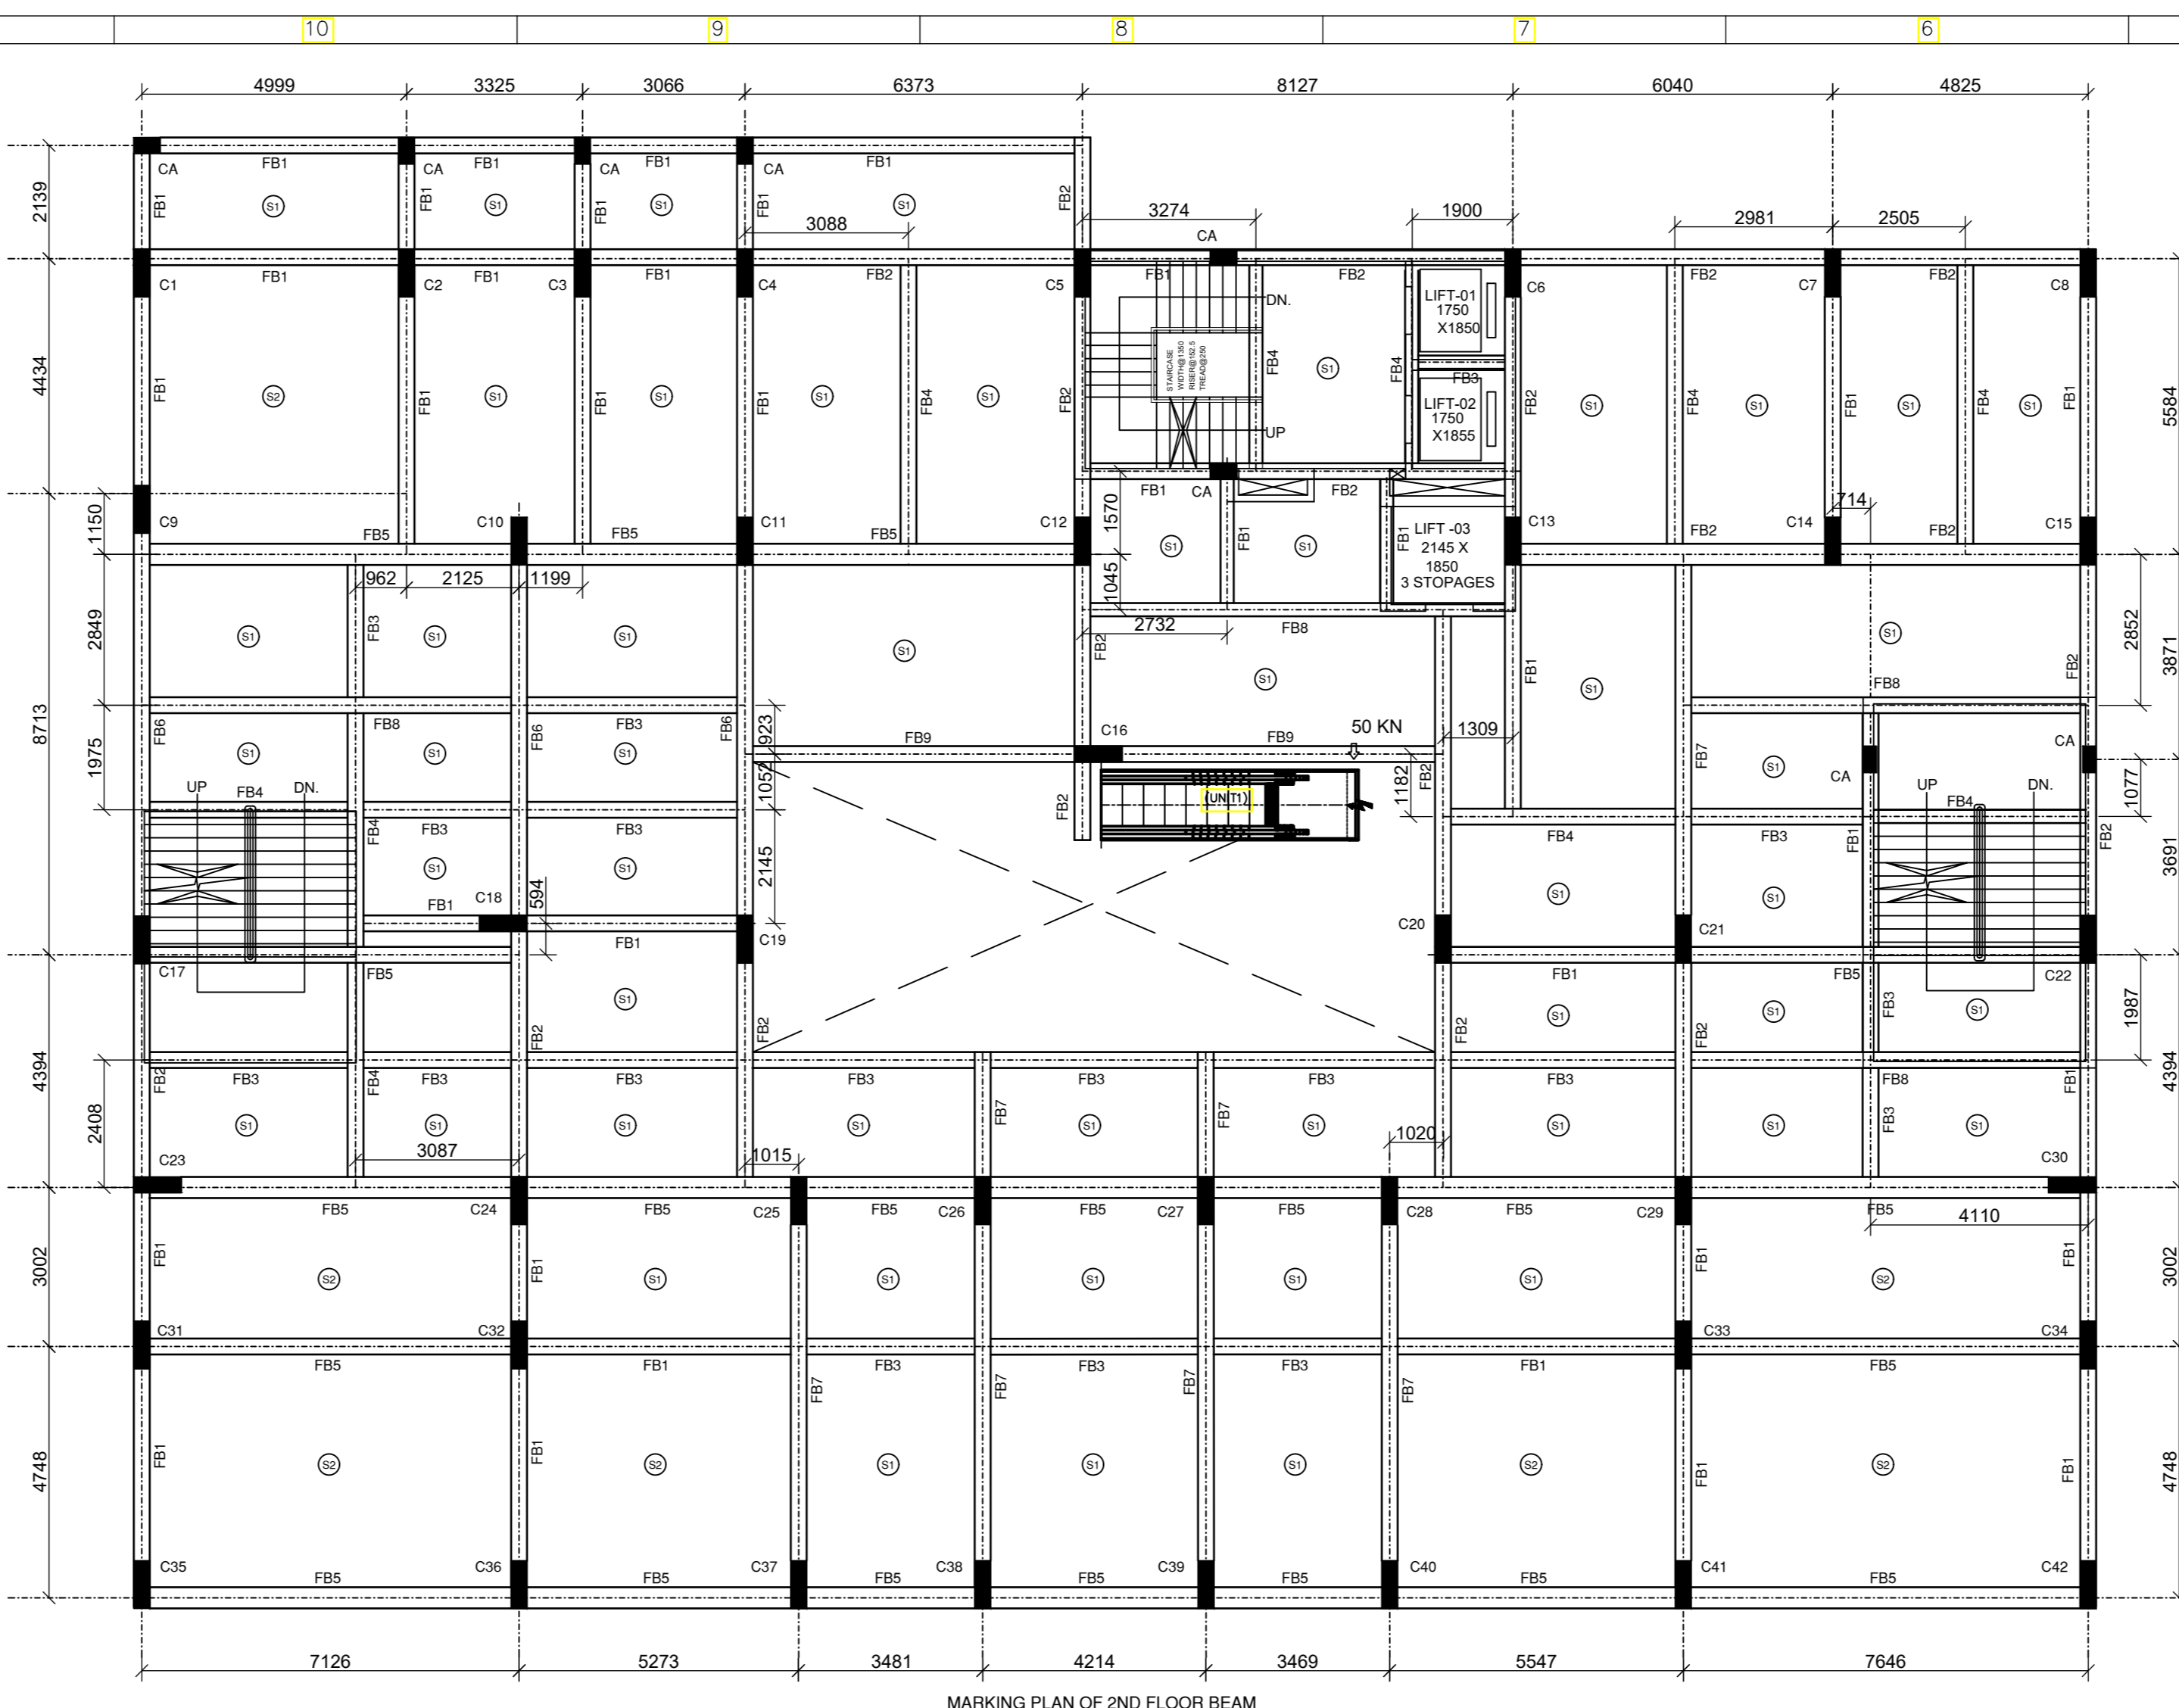 10 9 8 7 6
4999 3325 3066 6373 8127 6040 4825
FB1 FB1 FB1 FB1
CA CA CA CA
2139 FB1 S1 FB1 S1 FB1 S1 FB1 S1 FB2
3274 1900 2981 2505
3088
CA
FB1 FB1 FB1 FB2 FB1 FB2 FB2 FB2
C1 C2 C3 C4 C5 C6 C7 C8
DN.
LIFT-01
1750
X1850
STAIRCASE
WIDTH@1350
RISER@152.5
TREAD@250
4434 FB1 S2 FB1 S1 FB1 S1 FB1 S1 FB4 S1 FB2 FB4 S1 FB4 FB3 FB2 S1 FB4 S1 FB1 S1 FB4 S1 FB1 5584
LIFT-02
1750
X1855
UP
FB1 CA FB2
714
1150 C9 C10 C11 C12 1570 C13 C14 C15
FB5 FB5 FB5 FB2 FB2
S1 FB1 S1 FB1
LIFT -03
2145 X
1850
3 STOPAGES
962 2125 1199 1045
2732 FB8
2849 S1 FB3 S1 S1 S1 FB2 S1 FB1 S1 S1 FB2 2852 3871
FB8
8713 FB6 FB8 FB6 FB3 FB6 923 FB9 C16 FB9 50 KN 1309 FB7 CA
1975 S1 S1 S1 1052 1182 FB2 S1 CA 1077
UP FB4 DN. FB2 (UNIT1) UP FB4 DN.
FB4 FB3 FB3 FB4 FB3 FB1 FB2
S1 S1 2145 S1 S1 3691
FB1 C18 594 C19 C20 C21
FB1
C17 FB5 FB1 FB5 C22
S1 S1 S1 FB3 S1 1987
FB2 FB2 FB2 FB2
4394 FB2 FB3 FB4 FB3 FB3 FB3 FB3 FB3 FB3 FB8 FB1 4394
2408 S1 S1 S1 S1 FB7 S1 FB7 S1 S1 S1 FB3 S1
3087 1015 1020
C23 C30
FB5 C24 FB5 C25 FB5 C26 FB5 C27 FB5 C28 FB5 C29 FB5
4110
3002 FB1 S2 FB1 S1 S1 S1 S1 S1 FB1 S2 FB1 3002
C31 C32 C33 C34
FB5 FB1 FB3 FB3 FB3 FB1 FB5
FB7 FB7 FB7 FB7
4748 FB1 S2 FB1 S2 S1 S1 S1 S2 FB1 S2 FB1 4748
C35 C36 C37 C38 C39 C40 C41 C42
FB5 FB5 FB5 FB5 FB5 FB5 FB5
7126 5273 3481 4214 3469 5547 7646
MARKING PLAN OF 2ND FLOOR BEAM